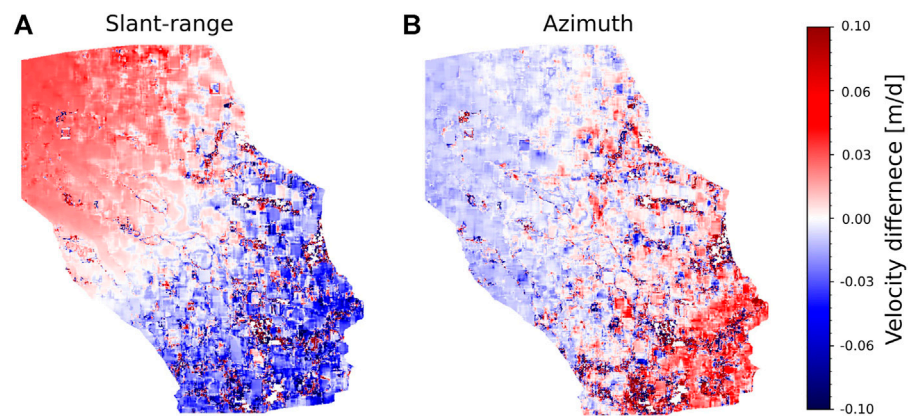 A Slant-range
B Azimuth
0.10
0.06
0.03
0.00
-0.03
-0.06
-0.10
Velocity differnece [m/d]